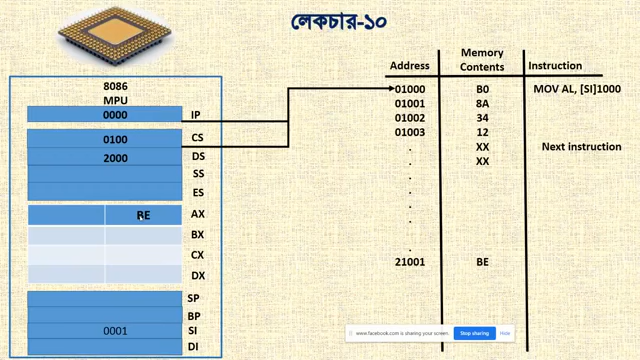 লেকচার-১০
8086
MPU
0000 IP
0100 CS
2000 DS
SS
ES
BE AX
BX
CX
DX
SP
BP
0001 SI
DI
Address Memory Contents Instruction
01000 B0 MOV AL, [SI]1000
01001 8A
01002 34
01003 12
. XX Next instruction
. XX
.
.
.
.
.
21001 BE
www.facebook.com is sharing your screen. Stop sharing Hide